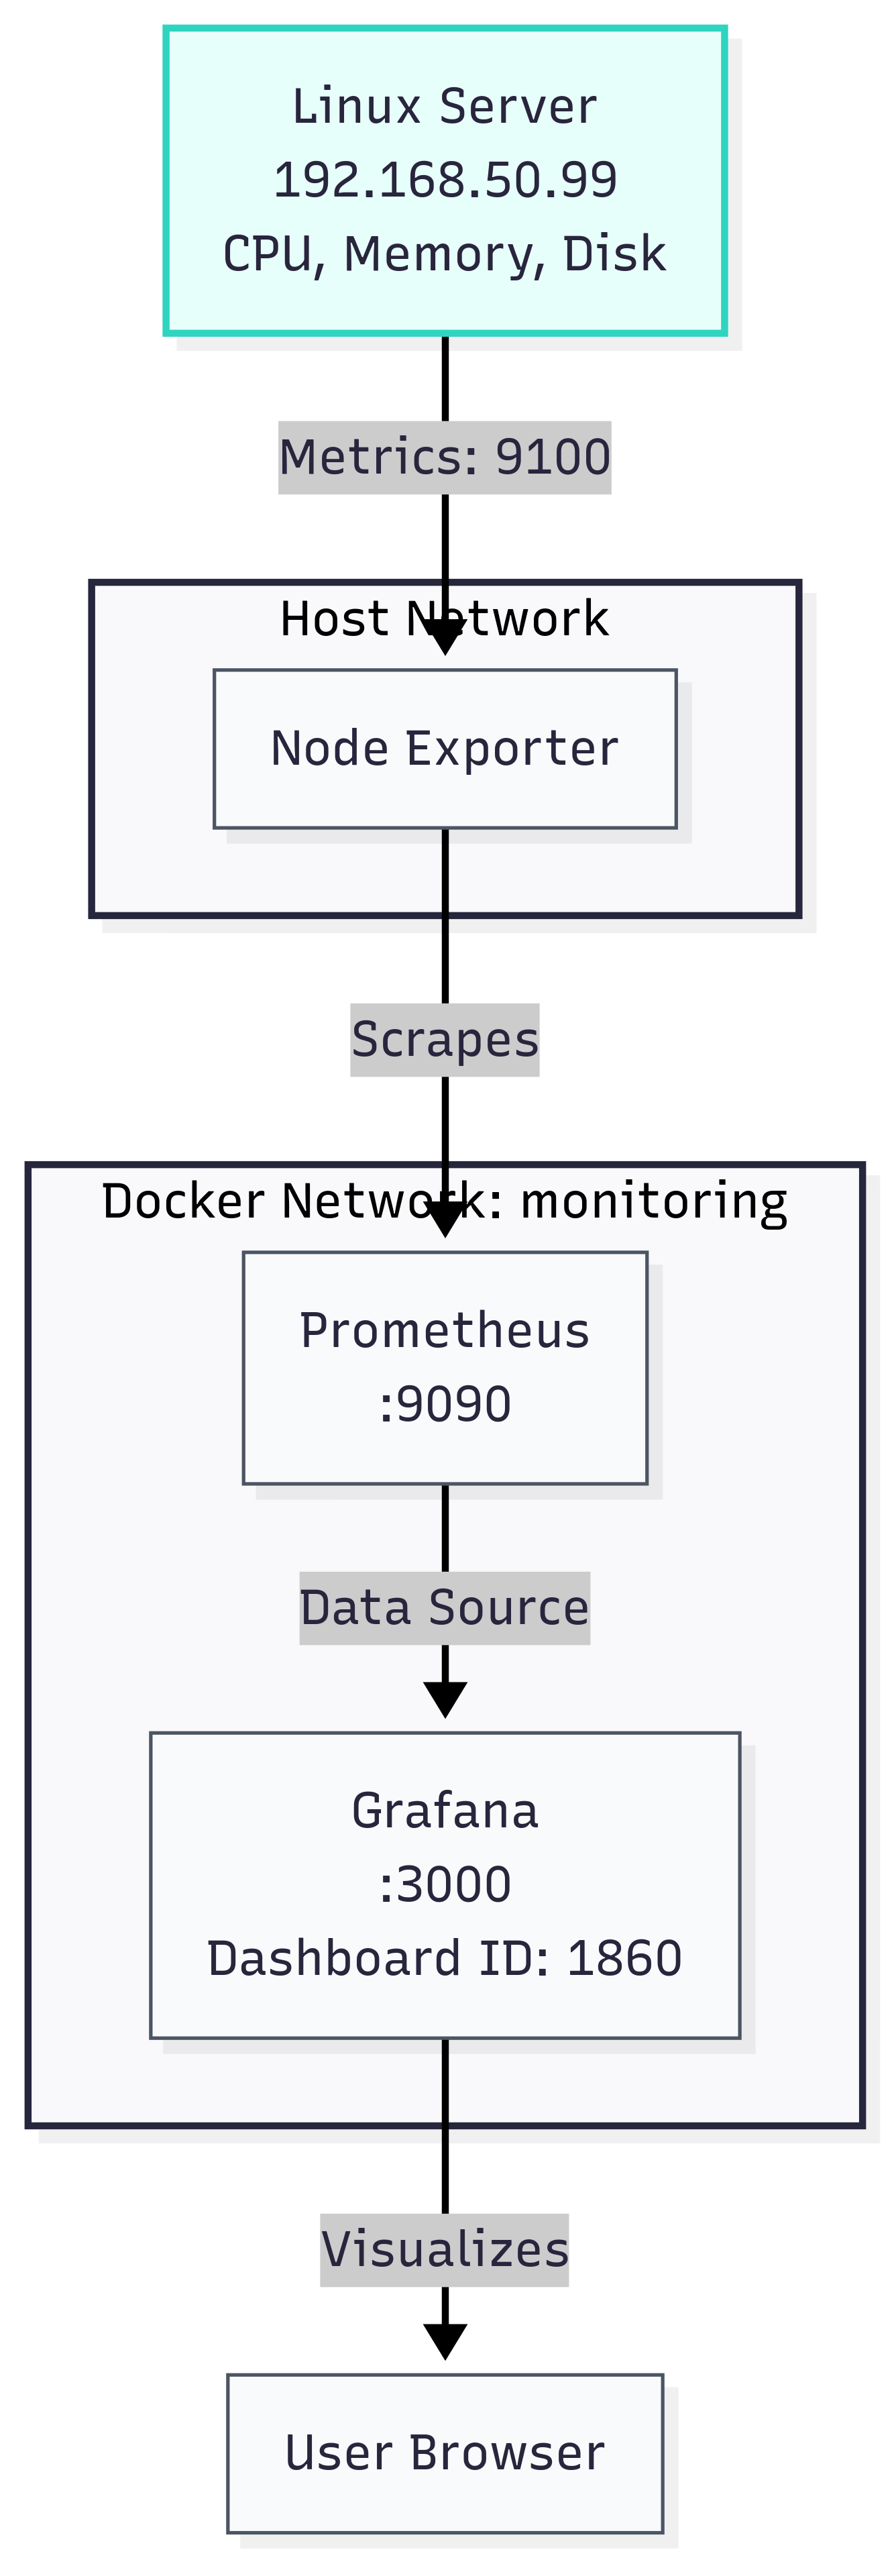 Linux Server
192.168.50.99
CPU, Memory, Disk
Metrics: 9100
Host Network
Node Exporter
Scrapes
Docker Network: monitoring
Prometheus
:9090
Data Source
Grafana
:3000
Dashboard ID: 1860
Visualizes
User Browser